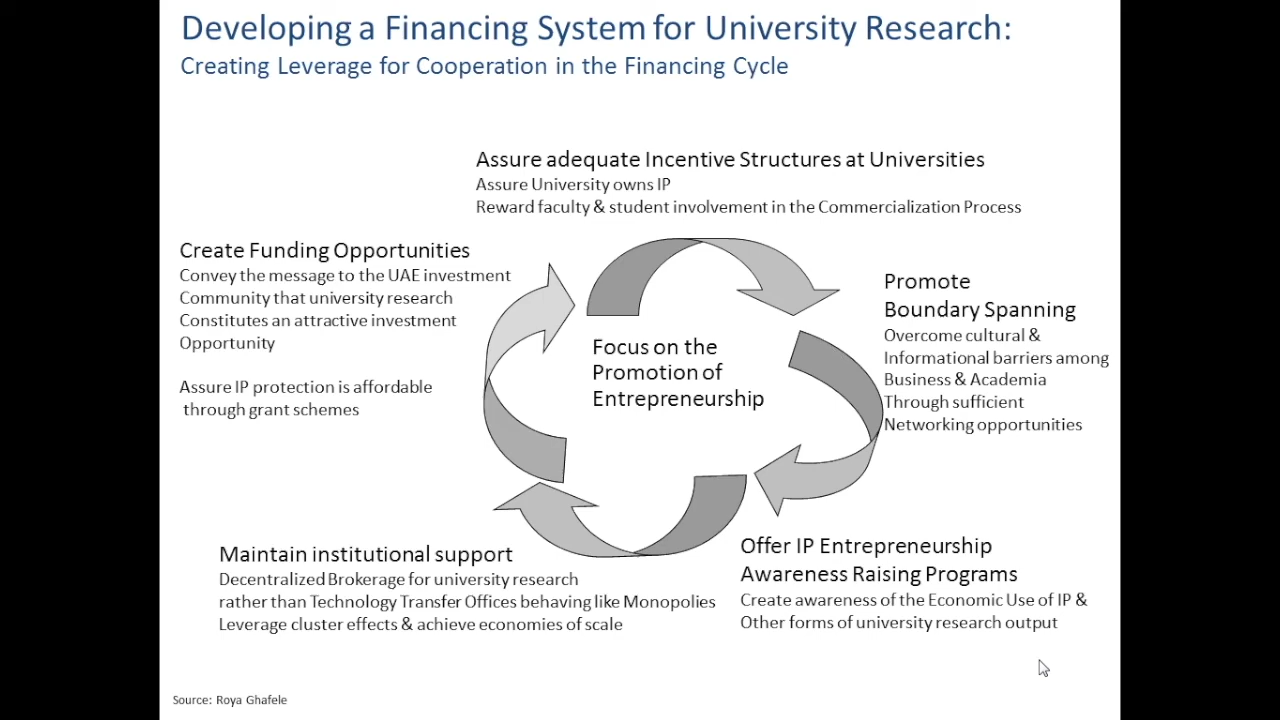 Developing a Financing System for University Research:
Creating Leverage for Cooperation in the Financing Cycle
Assure adequate Incentive Structures at Universities
Assure University owns IP
Reward faculty & student involvement in the Commercialization Process
Create Funding Opportunities
Convey the message to the UAE investment
Community that university research
Constitutes an attractive investment
Opportunity
Assure IP protection is affordable
through grant schemes
Promote
Boundary Spanning
Overcome cultural &
Informational barriers among
Business & Academia
Through sufficient
Networking opportunities
Focus on the
Promotion of
Entrepreneurship
Maintain institutional support
Decentralized Brokerage for university research
rather than Technology Transfer Offices behaving like Monopolies
Leverage cluster effects & achieve economies of scale
Offer IP Entrepreneurship
Awareness Raising Programs
Create awareness of the Economic Use of IP &
Other forms of university research output
Source: Roya Ghafele